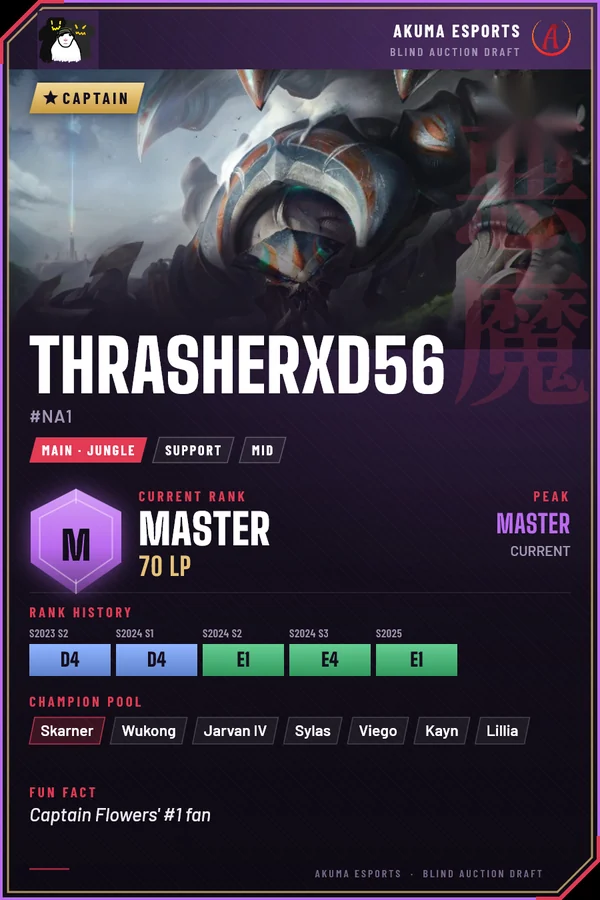 AKUMA ESPORTS
BLIND AUCTION DRAFT
A
★ CAPTAIN
悪魔
THRASHERXD56
#NA1
MAIN · JUNGLE SUPPORT MID
M
CURRENT RANK
MASTER
70 LP
PEAK
MASTER
CURRENT
RANK HISTORY
S2023 S2 S2024 S1 S2024 S2 S2024 S3 S2025
D4 D4 E1 E4 E1
CHAMPION POOL
Skarner Wukong Jarvan IV Sylas Viego Kayn Lillia
FUN FACT
Captain Flowers' #1 fan
AKUMA ESPORTS · BLIND AUCTION DRAFT